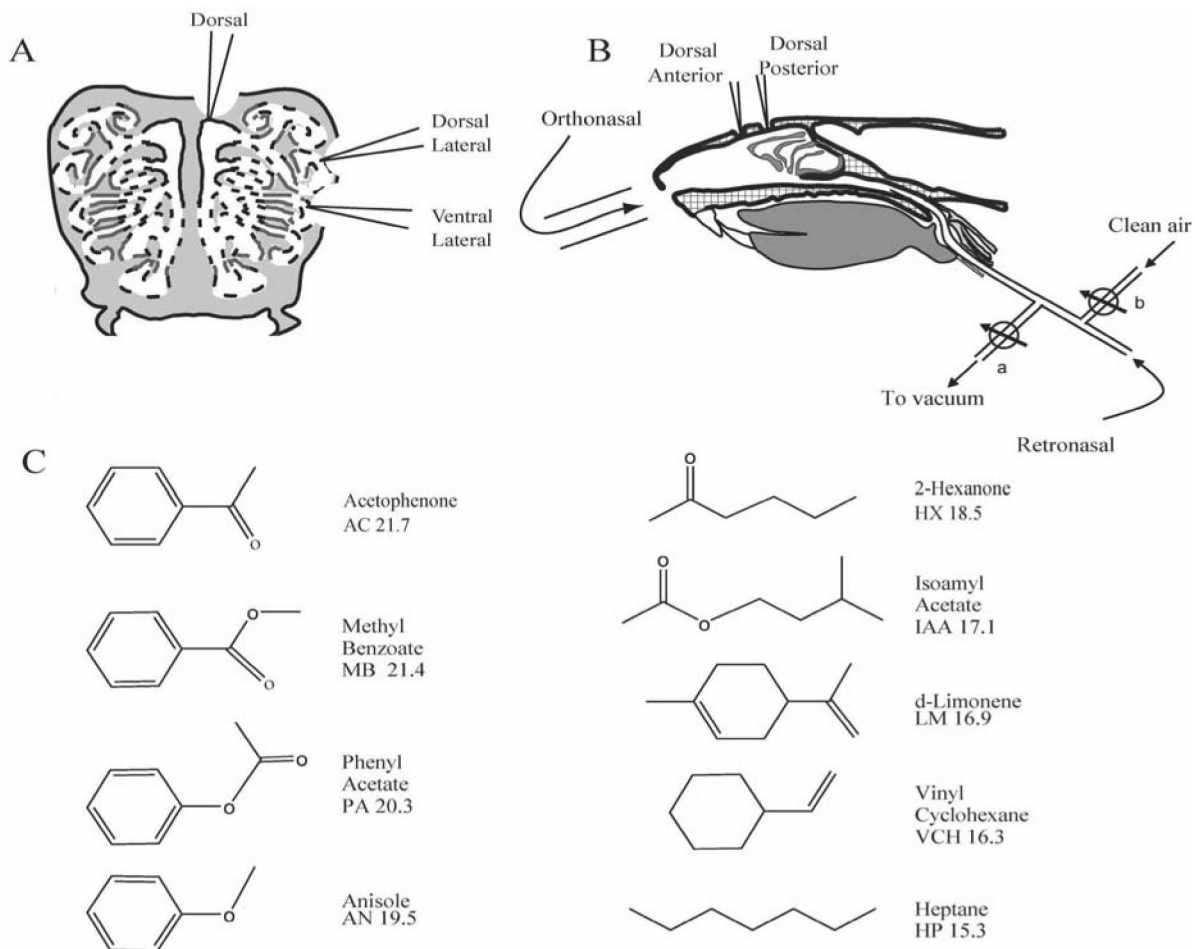 A
Dorsal
Dorsal
Lateral
Ventral
Lateral
B
Dorsal
Anterior
Dorsal
Posterior
Orthonasal
Clean air
b
a
To vacuum
Retronasal
C
Acetophenone
AC 21.7
O
Methyl
Benzoate
MB 21.4
O
O
Phenyl
Acetate
PA 20.3
O
O
Anisole
AN 19.5
O
2-Hexanone
HX 18.5
O
Isoamyl
Acetate
IAA 17.1
O
O
d-Limonene
LM 16.9
Vinyl
Cyclohexane
VCH 16.3
Heptane
HP 15.3